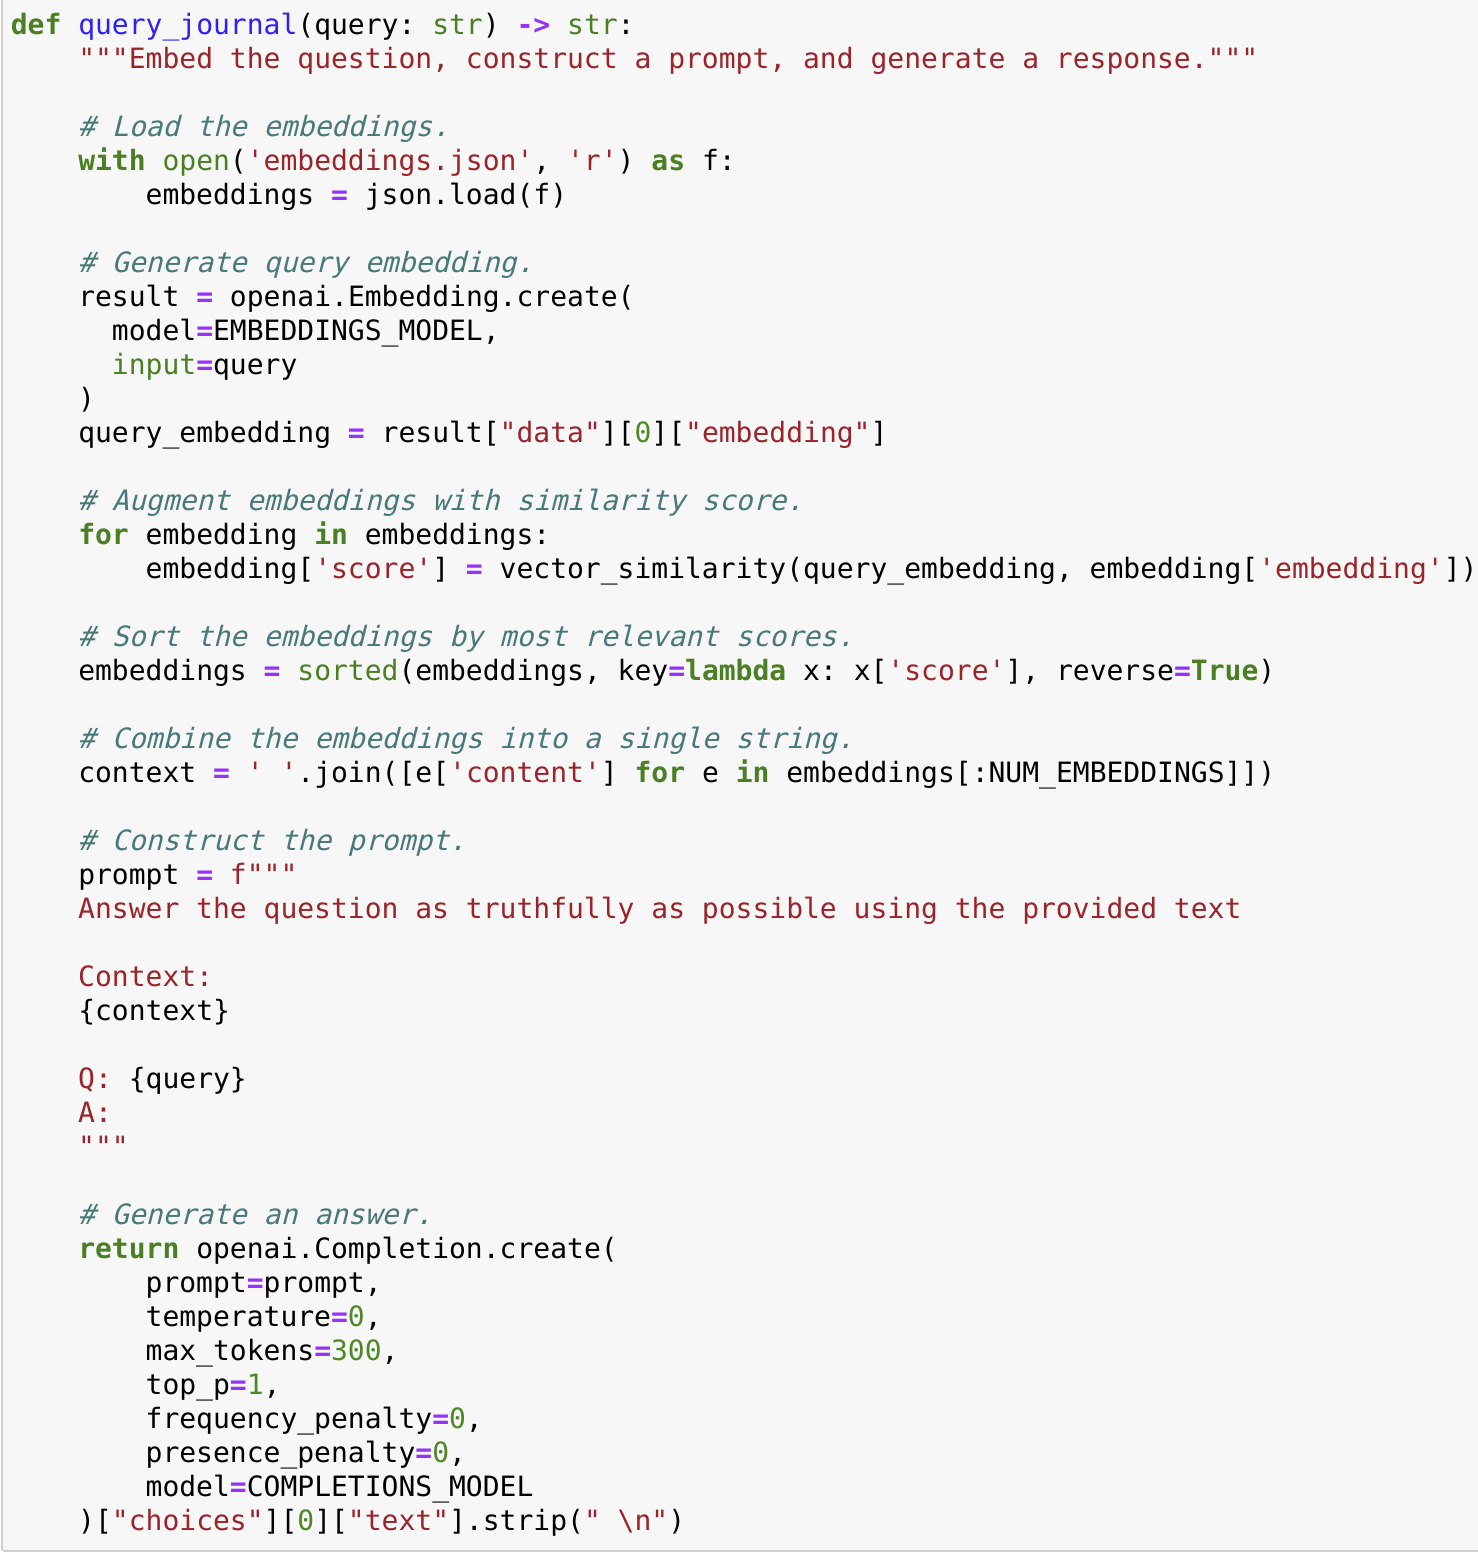 def query_journal(query: str) -> str:
    """Embed the question, construct a prompt, and generate a response."""

    # Load the embeddings.
    with open('embeddings.json', 'r') as f:
        embeddings = json.load(f)

    # Generate query embedding.
    result = openai.Embedding.create(
      model=EMBEDDINGS_MODEL,
      input=query
    )
    query_embedding = result["data"][0]["embedding"]

    # Augment embeddings with similarity score.
    for embedding in embeddings:
        embedding['score'] = vector_similarity(query_embedding, embedding['embedding'])

    # Sort the embeddings by most relevant scores.
    embeddings = sorted(embeddings, key=lambda x: x['score'], reverse=True)

    # Combine the embeddings into a single string.
    context = ' '.join([e['content'] for e in embeddings[:NUM_EMBEDDINGS]])

    # Construct the prompt.
    prompt = f"""
    Answer the question as truthfully as possible using the provided text

    Context:
    {context}

    Q: {query}
    A:
    """

    # Generate an answer.
    return openai.Completion.create(
        prompt=prompt,
        temperature=0,
        max_tokens=300,
        top_p=1,
        frequency_penalty=0,
        presence_penalty=0,
        model=COMPLETIONS_MODEL
    )["choices"][0]["text"].strip(" \n")